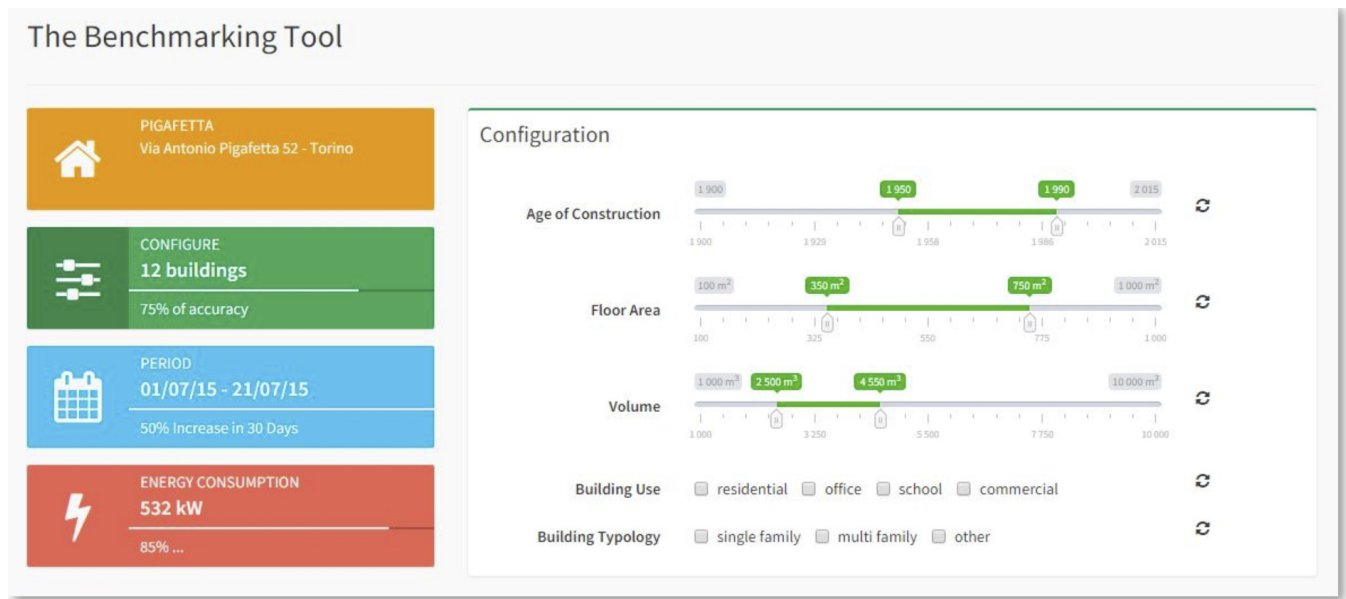 The Benchmarking Tool
PIGAFETTA
Via Antonio Pigafetta 52 - Torino
CONFIGURE
12 buildings
75% of accuracy
PERIOD
01/07/15 - 21/07/15
50% Increase in 30 Days
ENERGY CONSUMPTION
532 kW
85% ...
Configuration
1 900 1 950 1 990 2 015
Age of Construction
1 900 1 929 1 958 1 986 2 015
100 m² 350 m² 750 m² 1 000 m²
Floor Area
100 325 550 775 1 000
1 000 m³ 2 500 m³ 4 550 m³ 10 000 m³
Volume
1 000 3 250 5 500 7 750 10 000
Building Use residential office school commercial
Building Typology single family multi family other